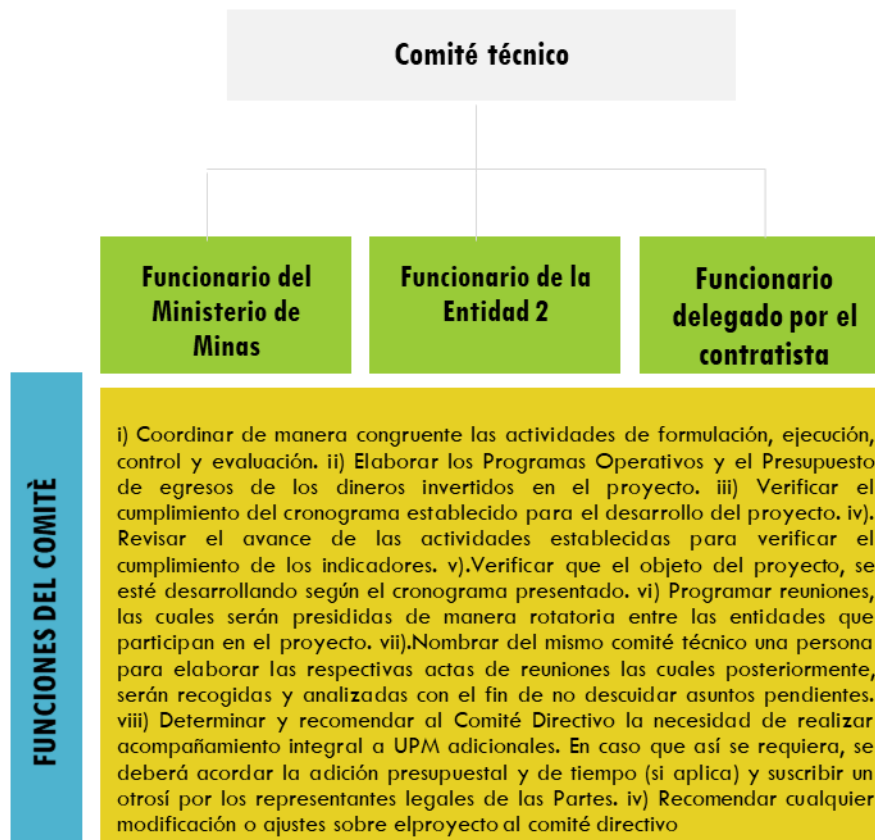 Comité técnico
Funcionario del
Ministerio de
Minas
Funcionario de la
Entidad 2
Funcionario
delegado por el
contratista
FUNCIONES DEL COMITÈ
i) Coordinar de manera congruente las actividades de formulación, ejecución,
control y evaluación. ii) Elaborar los Programas Operativos y el Presupuesto
de egresos de los dineros invertidos en el proyecto. iii) Verificar el
cumplimiento del cronograma establecido para el desarrollo del proyecto. iv).
Revisar el avance de las actividades establecidas para verificar el
cumplimiento de los indicadores. v).Verificar que el objeto del proyecto, se
esté desarrollando según el cronograma presentado. vi) Programar reuniones,
las cuales serán presididas de manera rotatoria entre las entidades que
participan en el proyecto. vii).Nombrar del mismo comité técnico una persona
para elaborar las respectivas actas de reuniones las cuales posteriormente,
serán recogidas y analizadas con el fin de no descuidar asuntos pendientes.
viii) Determinar y recomendar al Comité Directivo la necesidad de realizar
acompañamiento integral a UPM adicionales. En caso que así se requiera, se
deberá acordar la adición presupuestal y de tiempo (si aplica) y suscribir un
otrosí por los representantes legales de las Partes. iv) Recomendar cualquier
modificación o ajustes sobre elproyecto al comité directivo